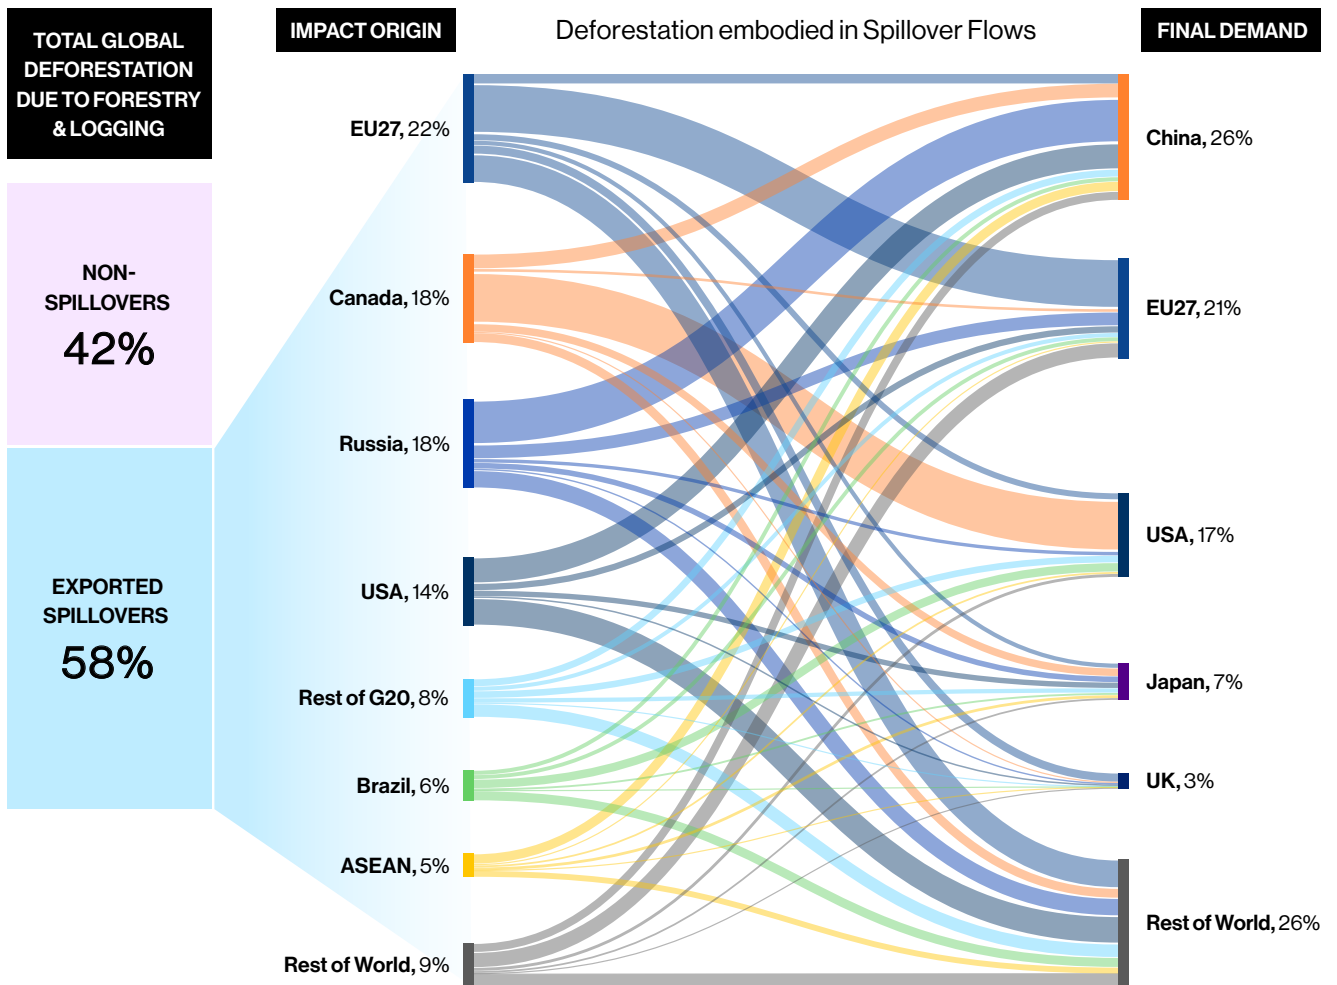 TOTAL GLOBAL
DEFORESTATION
DUE TO FORESTRY
& LOGGING
NON-
SPILLOVERS
42%
EXPORTED
SPILLOVERS
58%
IMPACT ORIGIN
Deforestation embodied in Spillover Flows
FINAL DEMAND
EU27, 22%
Canada, 18%
Russia, 18%
USA, 14%
Rest of G20, 8%
Brazil, 6%
ASEAN, 5%
Rest of World, 9%
China, 26%
EU27, 21%
USA, 17%
Japan, 7%
UK, 3%
Rest of World, 26%